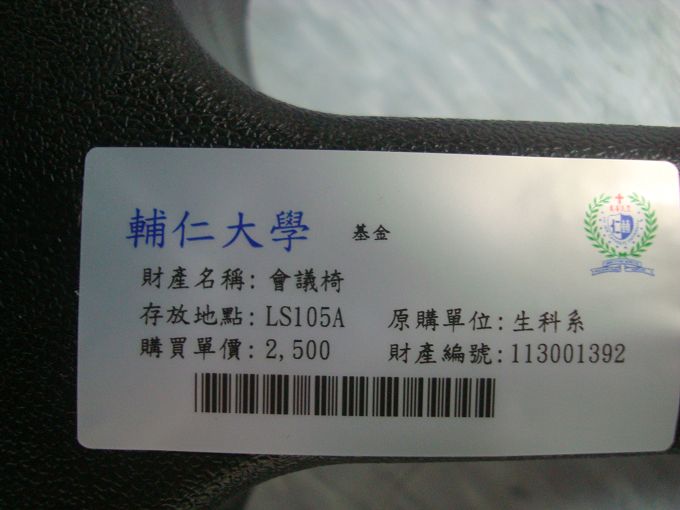 輔仁大學 基金
財產名稱: 會議椅
存放地點: LS105A 原購單位: 生科系
購買單價: 2,500 財產編號: 113001392